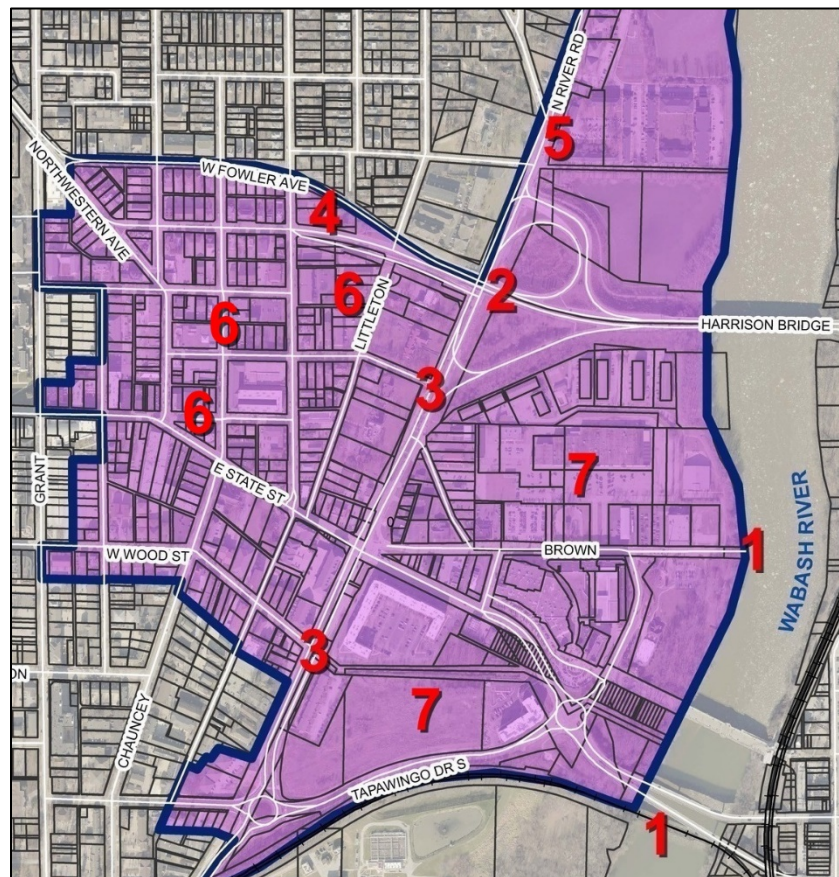 N RIVER RD
5
NORTHWESTERN AVE
W FOWLER AVE
4
2
6
6
LITTLETON
HARRISON BRIDGE
3
6
GRANT
E STATE ST
7
W WOOD ST
BROWN
1
WABASH RIVER
3
ON
CHAUNCEY
7
TAPAWINGO DR S
1